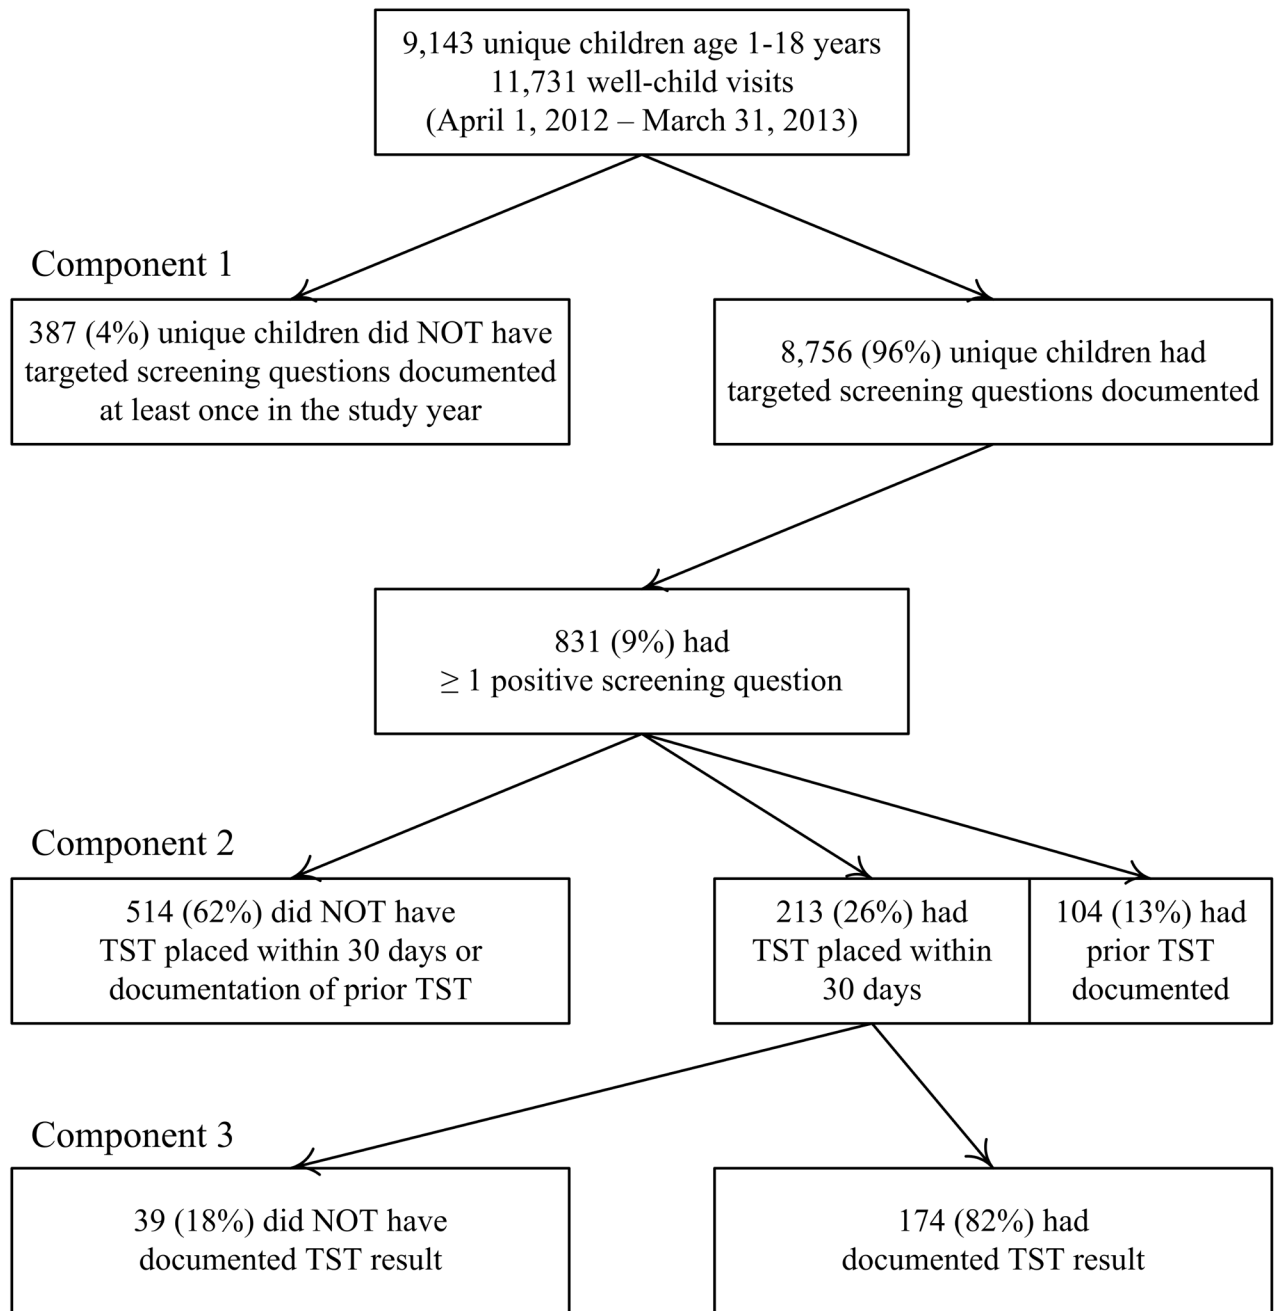 9,143 unique children age 1-18 years
11,731 well-child visits
(April 1, 2012 – March 31, 2013)
Component 1
387 (4%) unique children did NOT have
targeted screening questions documented
at least once in the study year
8,756 (96%) unique children had
targeted screening questions documented
831 (9%) had
≥ 1 positive screening question
Component 2
514 (62%) did NOT have
TST placed within 30 days or
documentation of prior TST
213 (26%) had
TST placed within
30 days
104 (13%) had
prior TST
documented
Component 3
39 (18%) did NOT have
documented TST result
174 (82%) had
documented TST result